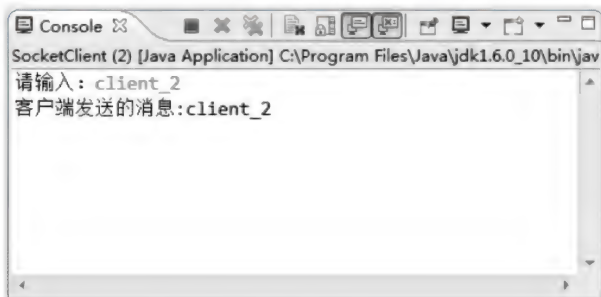 Console
SocketClient (2) [Java Application] C:\Program Files\Java\jdk1.6.0_10\bin\jav
请输入: client_2
客户端发送的消息:client_2